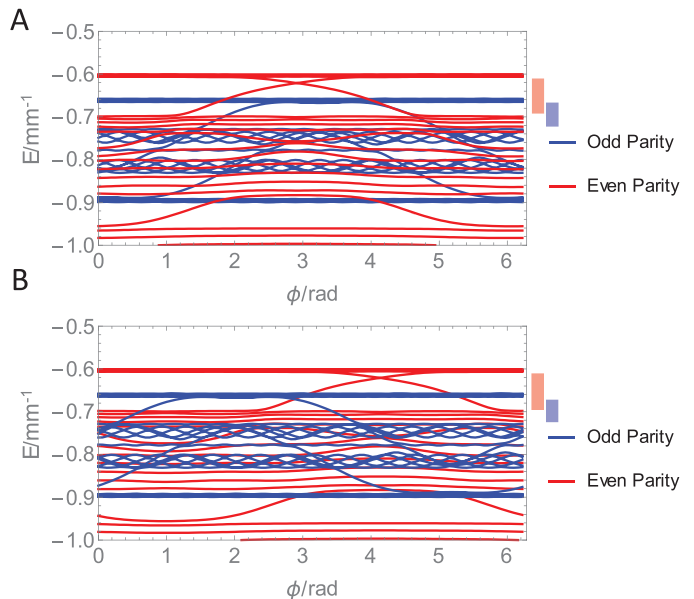 A
−0.5
−0.6
−0.7
−0.8
−0.9
−1.0
E/mm-1
0 1 2 3 4 5 6
ϕ/rad
Odd Parity
Even Parity
B
−0.5
−0.6
−0.7
−0.8
−0.9
−1.0
E/mm-1
0 1 2 3 4 5 6
ϕ/rad
Odd Parity
Even Parity